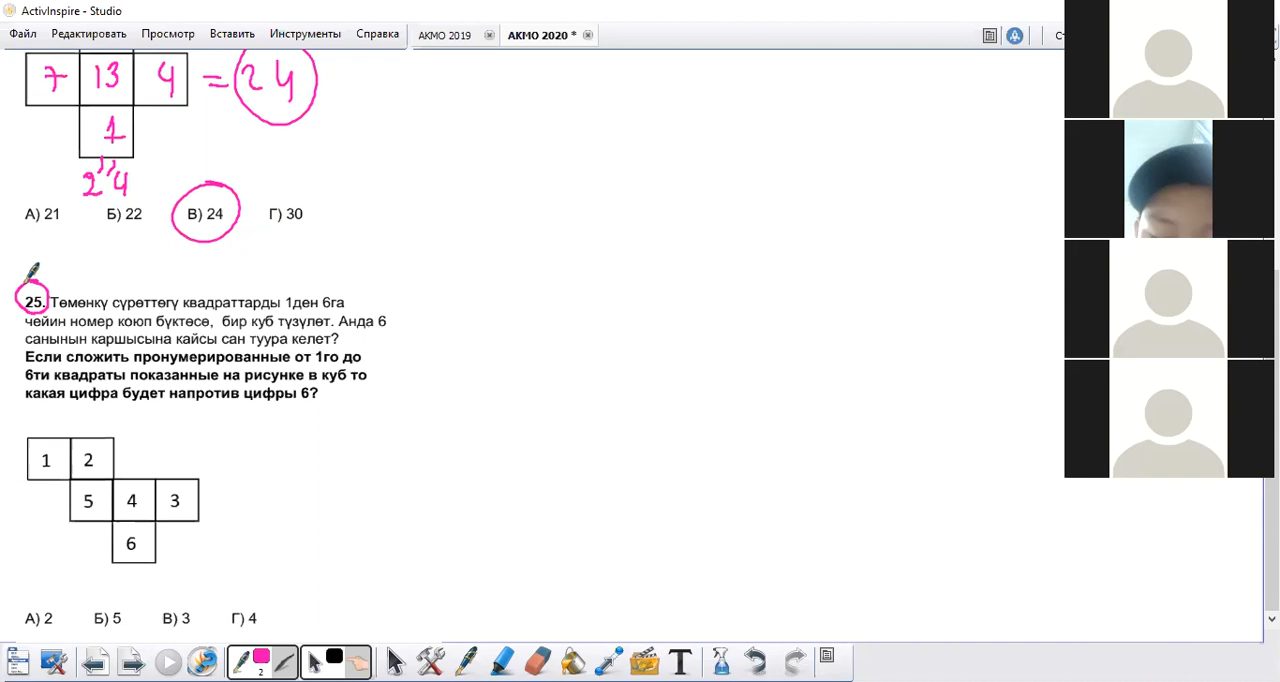 ActivInspire - Studio
Файл Редактировать Просмотр Вставить Инструменты Справка
АКМО 2019 АКМО 2020 *
7 13 4 = 24
1
2 4
А) 21 Б) 22 В) 24 Г) 30
25. Төмөнкү сүрөттөгү квадраттарды 1ден 6га
чейин номер коюп бүктөсө, бир куб түзүлөт. Анда 6
санынын каршысына кайсы сан туура келет?
Если сложить пронумерированные от 1го до
6ти квадраты показанные на рисунке в куб то
какая цифра будет напротив цифры 6?
1 2
5 4 3
6
А) 2 Б) 5 В) 3 Г) 4
2